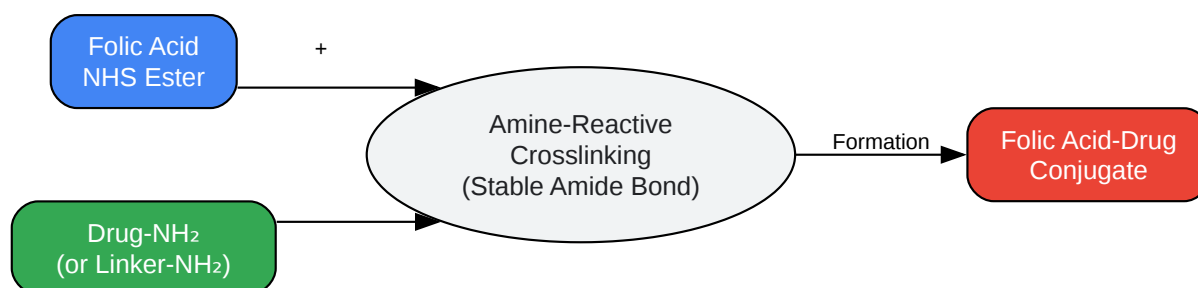 Folic Acid
NHS Ester
+
Amine-Reactive
Crosslinking
(Stable Amide Bond)
Formation
Folic Acid-Drug
Conjugate
Drug-NH₂
(or Linker-NH₂)